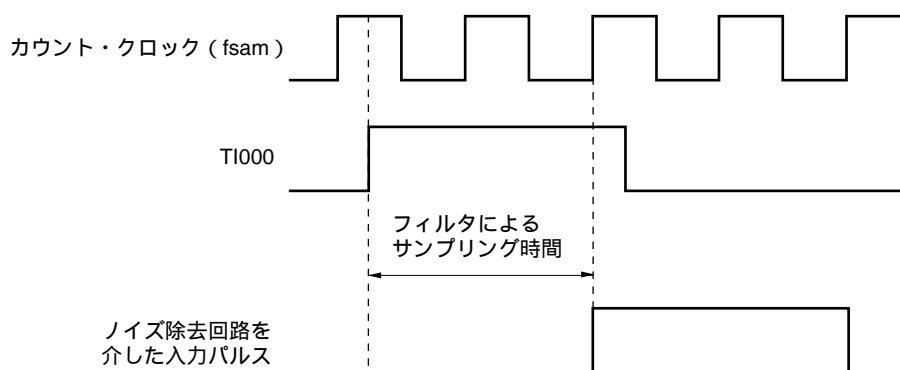 カウント・クロック（fsam）
TI000
フィルタによる
サンプリング時間
ノイズ除去回路を
介した入力パルス